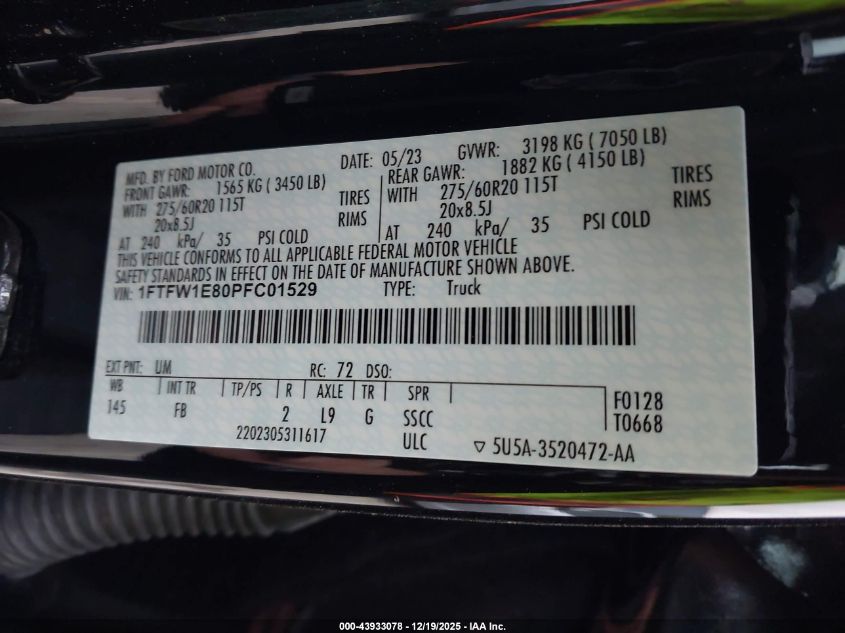 MFD. BY FORD MOTOR CO. DATE: 05/23 GVWR: 3198 KG ( 7050 LB)
FRONT GAWR: 1565 KG ( 3450 LB) REAR GAWR: 1882 KG ( 4150 LB)
WITH 275/60R20 115T TIRES WITH 275/60R20 115T TIRES
20x8.5J RIMS 20x8.5J RIMS
AT 240 kPa/ 35 PSI COLD AT 240 kPa/ 35 PSI COLD
THIS VEHICLE CONFORMS TO ALL APPLICABLE FEDERAL MOTOR VEHICLE
SAFETY STANDARDS IN EFFECT ON THE DATE OF MANUFACTURE SHOWN ABOVE.
VIN: 1FTFW1E80PFC01529 TYPE: Truck
EXT PNT: UM RC: 72 DSO:
WB INT TR TP/PS R AXLE TR SPR F0128
145 FB 2 L9 G SSCC T0668
2202305311617 ULC ▽ 5U5A-3520472-AA
000-43933078 - 12/19/2025 - IAA Inc.